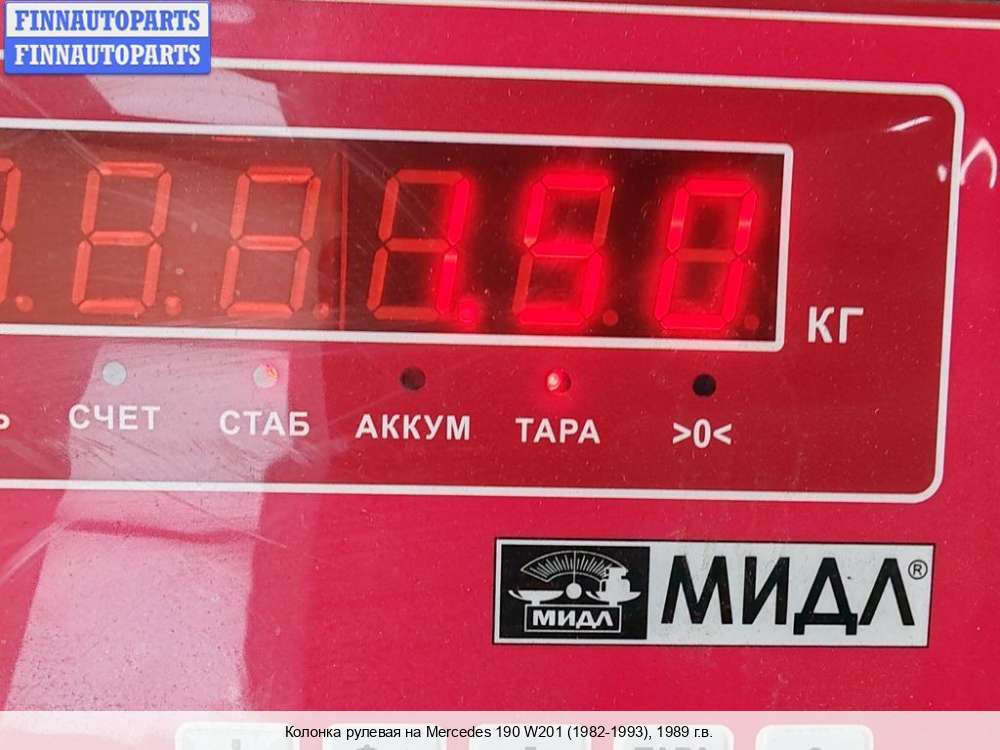 FINNAUTOPARTS
FINNAUTOPARTS
1.50
КГ
СЧЕТ СТАБ АККУМ ТАРА >0<
МИДЛ МИДЛ®
Колонка рулевая на Mercedes 190 W201 (1982-1993), 1989 г.в.